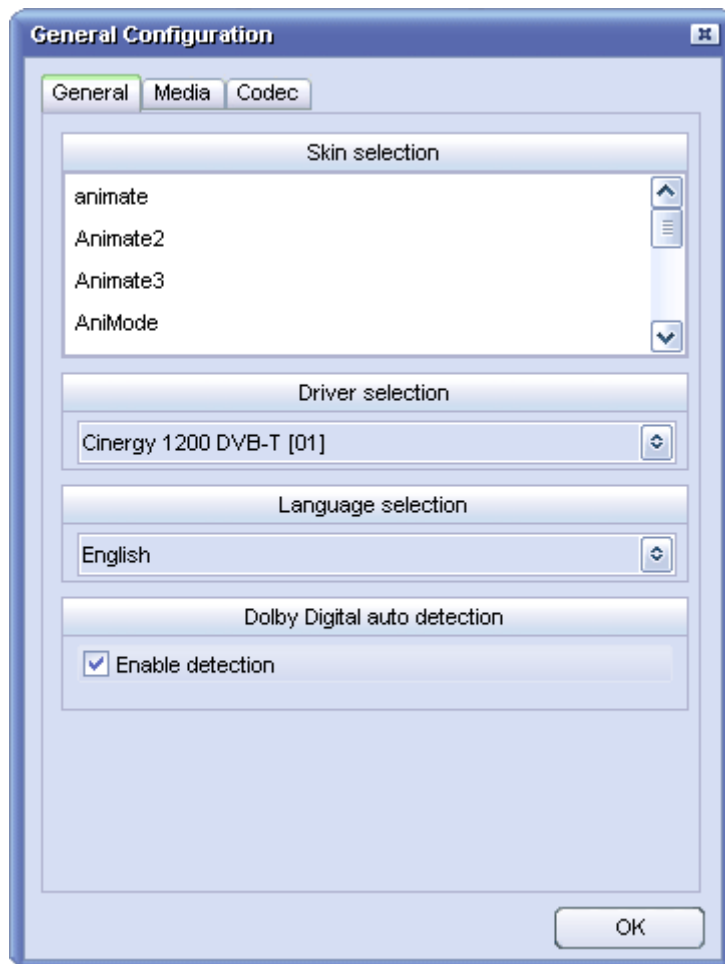 General Configuration
General Media Codec
Skin selection
animate
Animate2
Animate3
AniMode
Driver selection
Cinergy 1200 DVB-T [01]
Language selection
English
Dolby Digital auto detection
Enable detection
OK